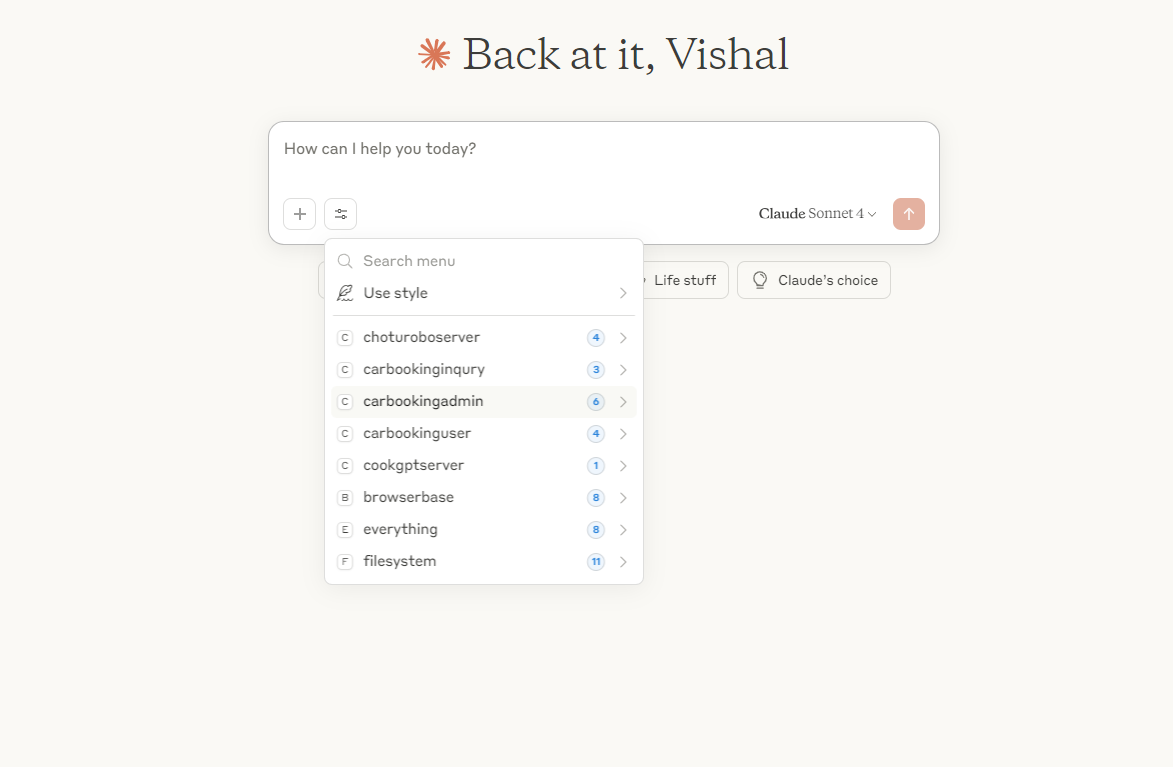 Back at it, Vishal
How can I help you today?
Claude Sonnet 4
Search menu
Use style
Life stuff
Claude's choice
C choturoboserver 4
C carbookinginqury 3
C carbookingadmin 6
C carbookinguser 4
C cookgptserver 1
B browserbase 8
E everything 8
F filesystem 11